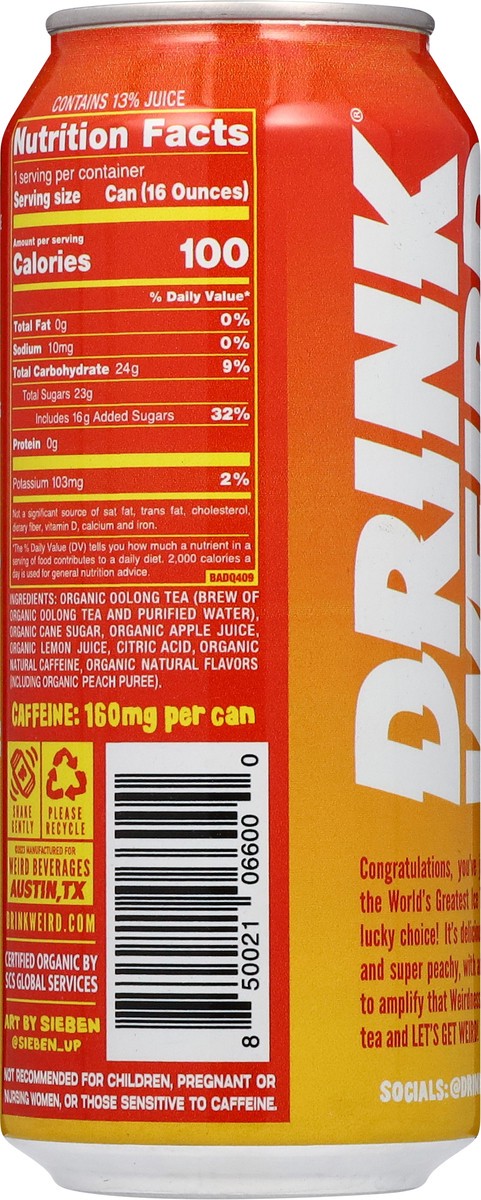 CONTAINS 13% JUICE
Nutrition Facts
1 serving per container
Serving size Can (16 Ounces)
Amount per serving
Calories 100
% Daily Value*
Total Fat 0g 0%
Sodium 10mg 0%
Total Carbohydrate 24g 9%
Total Sugars 23g
Includes 16g Added Sugars 32%
Protein 0g
Potassium 103mg 2%
Not a significant source of sat fat, trans fat, cholesterol,
dietary fiber, vitamin D, calcium and iron.
*The % Daily Value (DV) tells you how much a nutrient in a
serving of food contributes to a daily diet. 2,000 calories a
day is used for general nutrition advice.
BADQ409
INGREDIENTS: ORGANIC OOLONG TEA (BREW OF
ORGANIC OOLONG TEA AND PURIFIED WATER),
ORGANIC CANE SUGAR, ORGANIC APPLE JUICE,
ORGANIC LEMON JUICE, CITRIC ACID, ORGANIC
NATURAL CAFFEINE, ORGANIC NATURAL FLAVORS
(INCLUDING ORGANIC PEACH PUREE).
CAFFEINE: 160mg per can
SHAKE
GENTLY
PLEASE
RECYCLE
©2023 MANUFACTURED FOR
WEIRD BEVERAGES
AUSTIN, TX
DRINKWEIRD.COM
CERTIFIED ORGANIC BY
SCS GLOBAL SERVICES
ART BY SIEBEN
@SIEBEN_UP
8 50021 06600 0
NOT RECOMMENDED FOR CHILDREN, PREGNANT OR
NURSING WOMEN, OR THOSE SENSITIVE TO CAFFEINE.
DRINK®
Congratulations, you've
the World's Greatest
lucky choice! It's
and super peachy, with
to amplify that Weirdness
tea and LET'S GET WEIRD!
SOCIALS: @DRIN